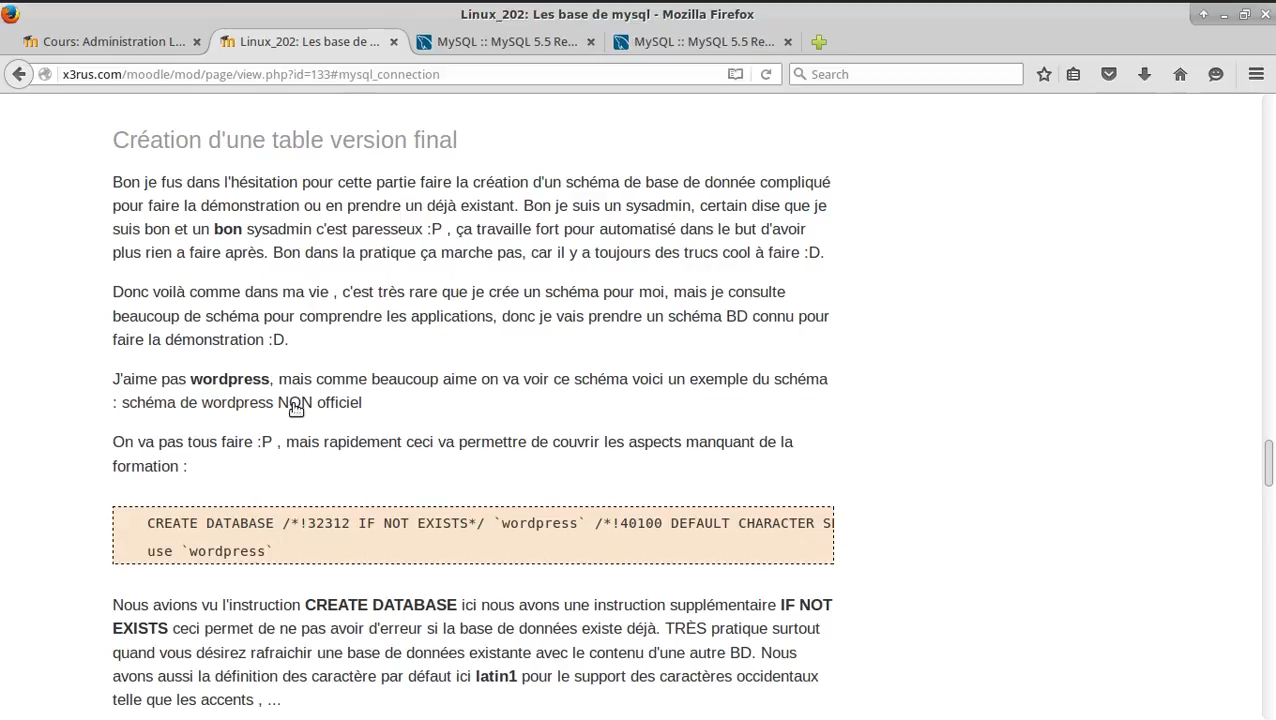 Linux_202: Les base de mysql - Mozilla Firefox
Cours: Administration L...
Linux_202: Les base de ...
MySQL :: MySQL 5.5 Re...
MySQL :: MySQL 5.5 Re...
x3rus.com/moodle/mod/page/view.php?id=133#mysql_connection
Search
Création d'une table version final
Bon je fus dans l'hésitation pour cette partie faire la création d'un schéma de base de donnée compliqué
pour faire la démonstration ou en prendre un déjà existant. Bon je suis un sysadmin, certain dise que je
suis bon et un bon sysadmin c'est paresseux :P , ça travaille fort pour automatisé dans le but d'avoir
plus rien a faire après. Bon dans la pratique ça marche pas, car il y a toujours des trucs cool à faire :D.
Donc voilà comme dans ma vie , c'est très rare que je crée un schéma pour moi, mais je consulte
beaucoup de schéma pour comprendre les applications, donc je vais prendre un schéma BD connu pour
faire la démonstration :D.
J'aime pas wordpress, mais comme beaucoup aime on va voir ce schéma voici un exemple du schéma
: schéma de wordpress NON officiel
On va pas tous faire :P , mais rapidement ceci va permettre de couvrir les aspects manquant de la
formation :
CREATE DATABASE /*!32312 IF NOT EXISTS*/ `wordpress` /*!40100 DEFAULT CHARACTER SE
use `wordpress`
Nous avions vu l'instruction CREATE DATABASE ici nous avons une instruction supplémentaire IF NOT
EXISTS ceci permet de ne pas avoir d'erreur si la base de données existe déjà. TRÈS pratique surtout
quand vous désirez rafraichir une base de données existante avec le contenu d'une autre BD. Nous
avons aussi la définition des caractère par défaut ici latin1 pour le support des caractères occidentaux
telle que les accents , …